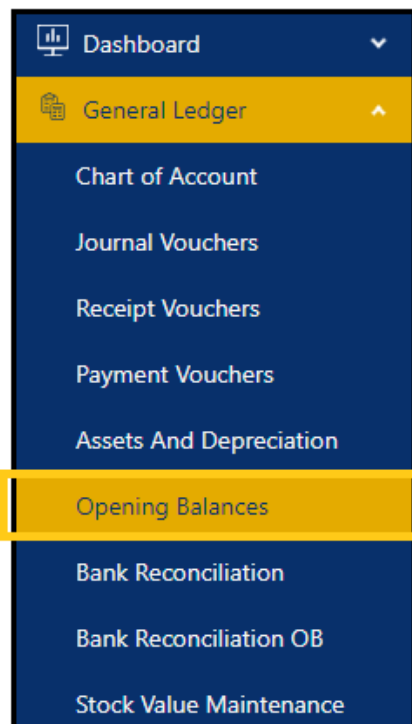 Dashboard
General Ledger
Chart of Account
Journal Vouchers
Receipt Vouchers
Payment Vouchers
Assets And Depreciation
Opening Balances
Bank Reconciliation
Bank Reconciliation OB
Stock Value Maintenance